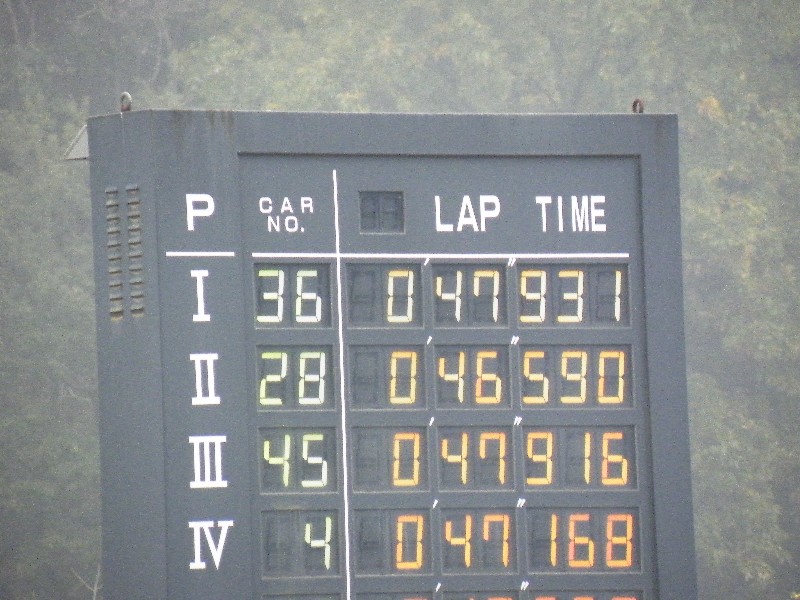 P CAR NO. LAP TIME
I 36 0'47"931
II 28 0'46"590
III 45 0'47"916
IV 4 0'47"168